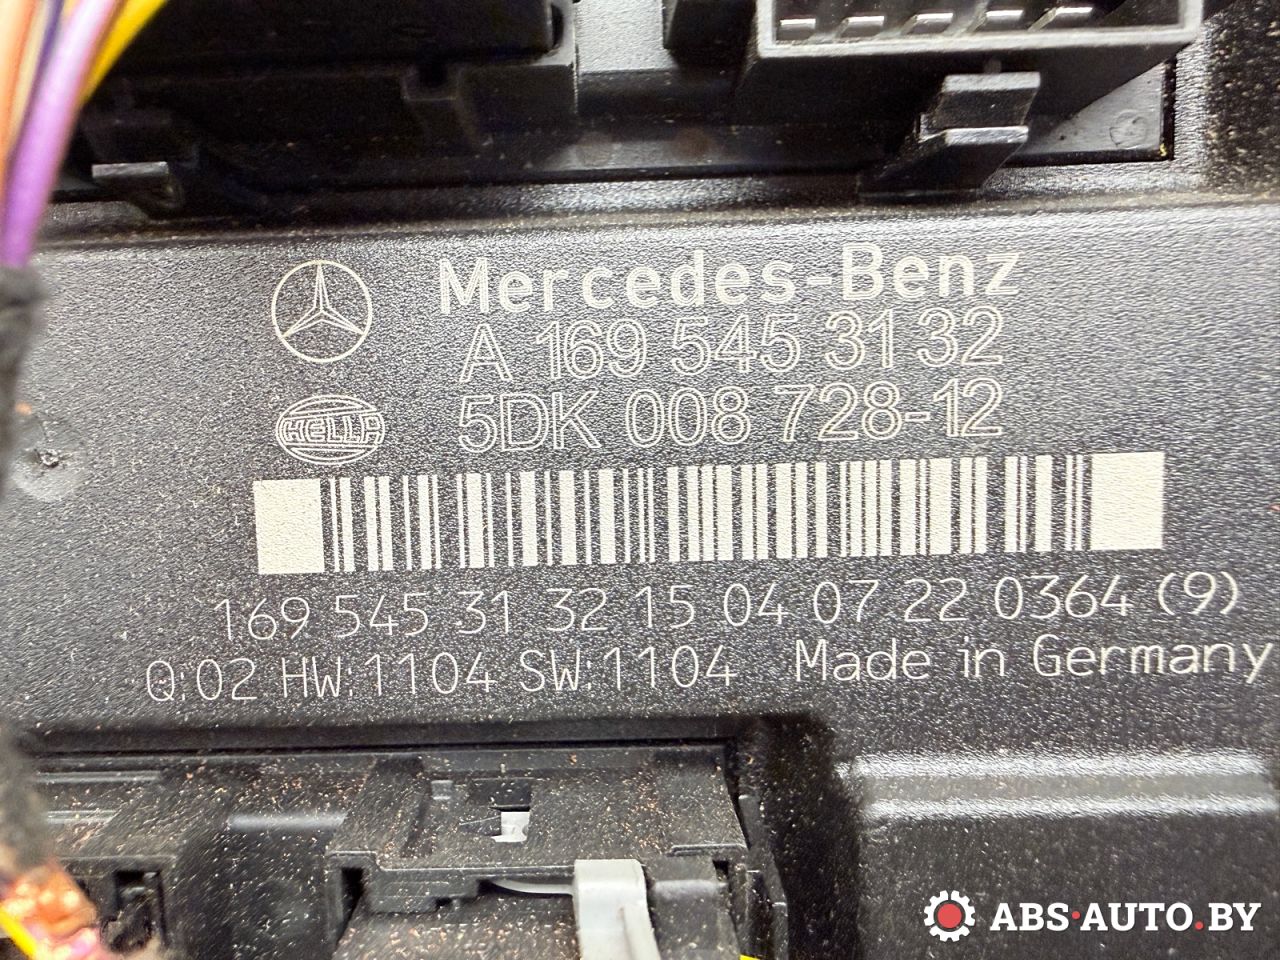 Mercedes-Benz
A 169 545 31 32
HELLA
5DK 008 728-12
169 545 31 32 15 04 07 22 0364 (9)
Q:02 HW:1104 SW:1104 Made in Germany
ABS·AUTO.BY